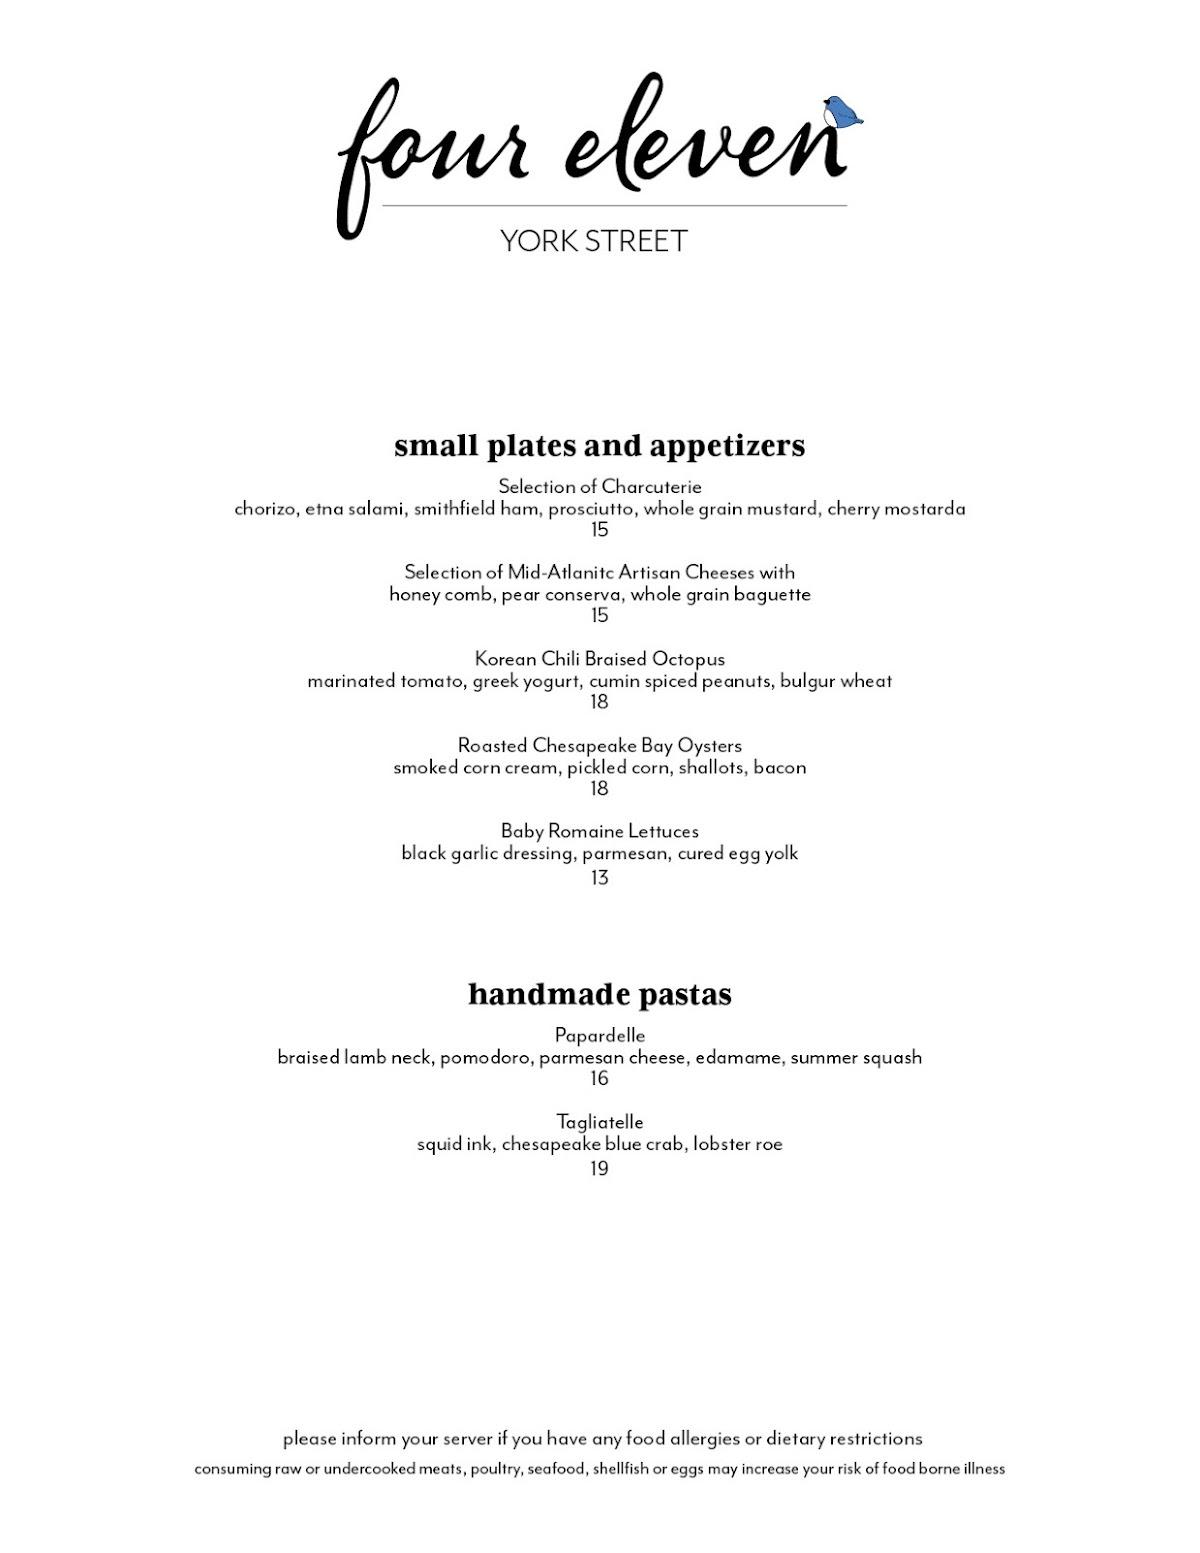 four eleven
YORK STREET
small plates and appetizers
Selection of Charcuterie
chorizo, etna salami, smithfield ham, prosciutto, whole grain mustard, cherry mostarda
15
Selection of Mid-Atlanitc Artisan Cheeses with
honey comb, pear conserva, whole grain baguette
15
Korean Chili Braised Octopus
marinated tomato, greek yogurt, cumin spiced peanuts, bulgur wheat
18
Roasted Chesapeake Bay Oysters
smoked corn cream, pickled corn, shallots, bacon
18
Baby Romaine Lettuces
black garlic dressing, parmesan, cured egg yolk
13
handmade pastas
Papardelle
braised lamb neck, pomodoro, parmesan cheese, edamame, summer squash
16
Tagliatelle
squid ink, chesapeake blue crab, lobster roe
19
please inform your server if you have any food allergies or dietary restrictions
consuming raw or undercooked meats, poultry, seafood, shellfish or eggs may increase your risk of food borne illness